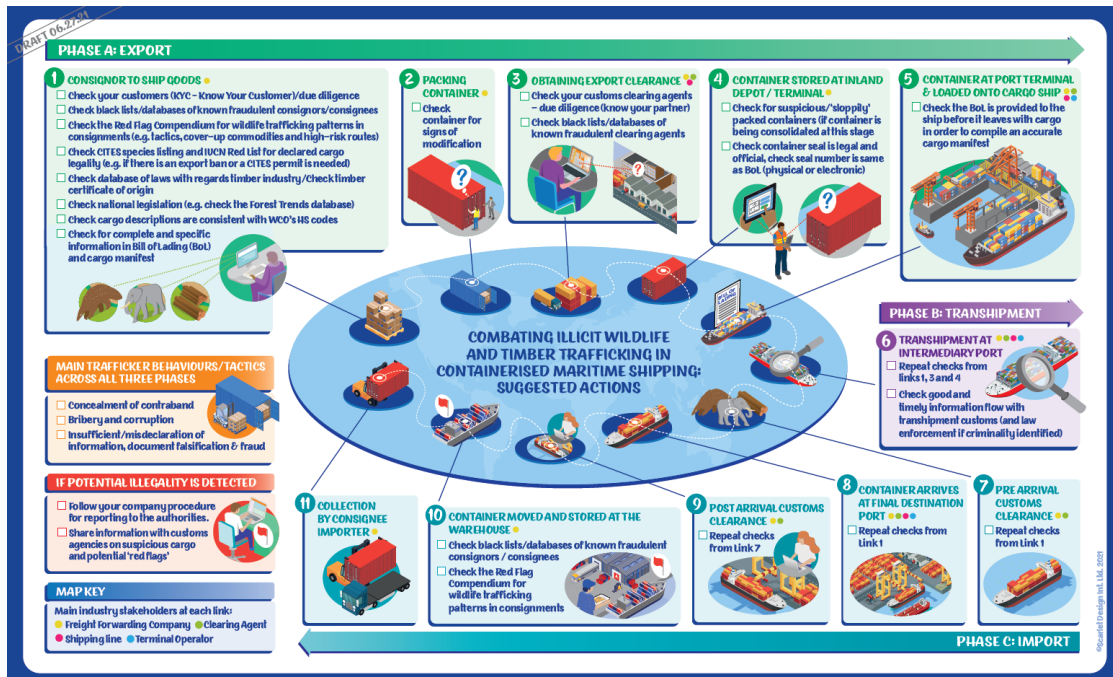 DRAFT 06.27.21
PHASE A: EXPORT
1 CONSIGNOR TO SHIP GOODS
Check your customers (KYC - Know Your Customer)/due diligence
Check black lists/databases of known fraudulent consignors/consignees
Check the Red Flag Compendium for wildlife trafficking patterns in
consignments (e.g. tactics, cover-up commodities and high-risk routes)
Check CITES species listing and IUCN Red List for declared cargo
legality (e.g. if there is an export ban or a CITES permit is needed)
Check database of laws with regards timber industry/Check timber
certificate of origin
Check national legislation (e.g. check the Forest Trends database)
Check cargo descriptions are consistent with WCO's HS codes
Check for complete and specific
information in Bill of Lading (BoL)
and cargo manifest
2 PACKING
CONTAINER
Check
container for
signs of
modification
?
3 OBTAINING EXPORT CLEARANCE
Check your customs clearing agents
- due diligence (know your partner)
Check black lists/databases of
known fraudulent clearing agents
?
4 CONTAINER STORED AT INLAND
DEPOT / TERMINAL
Check for suspicious/'sloppily'
packed containers (if container is
being consolidated at this stage
Check container seal is legal and
official, check seal number is same
as BoL (physical or electronic)
?
5 CONTAINER AT PORT TERMINAL
& LOADED ONTO CARGO SHIP
Check the BoL is provided to the
ship before it leaves with cargo
in order to compile an accurate
cargo manifest
BILL OF
LADING
COMBATING ILLICIT WILDLIFE
AND TIMBER TRAFFICKING IN
CONTAINERISED MARITIME SHIPPING:
SUGGESTED ACTIONS
PHASE B: TRANSHIPMENT
6 TRANSHIPMENT AT
INTERMEDIARY PORT
Repeat checks from
links 1, 3 and 4
Check good and
timely information flow with
transhipment customs (and law
enforcement if criminality identified)
MAIN TRAFFICKER BEHAVIOURS/TACTICS
ACROSS ALL THREE PHASES
Concealment of contraband
Bribery and corruption
Insufficient/misdeclaration of
information, document falsification & fraud
IF POTENTIAL ILLEGALITY IS DETECTED
Follow your company procedure
for reporting to the authorities.
Share information with customs
agencies on suspicious cargo
and potential 'red flags'
MAP KEY
Main industry stakeholders at each link:
Freight Forwarding Company Clearing Agent
Shipping line Terminal Operator
11 COLLECTION
BY CONSIGNEE
IMPORTER
10 CONTAINER MOVED AND STORED AT THE
WAREHOUSE
Check black lists/databases of known fraudulent
consignors / consignees
Check the Red Flag
Compendium for
wildlife trafficking
patterns in consignments
9 POST ARRIVAL CUSTOMS
CLEARANCE
Repeat checks
from Link 7
8 CONTAINER ARRIVES
AT FINAL DESTINATION
PORT
Repeat checks from
Link 1
7 PRE ARRIVAL
CUSTOMS
CLEARANCE
Repeat checks
from Link 1
PHASE C: IMPORT
©Scarlet Design Int. Ltd. 2021